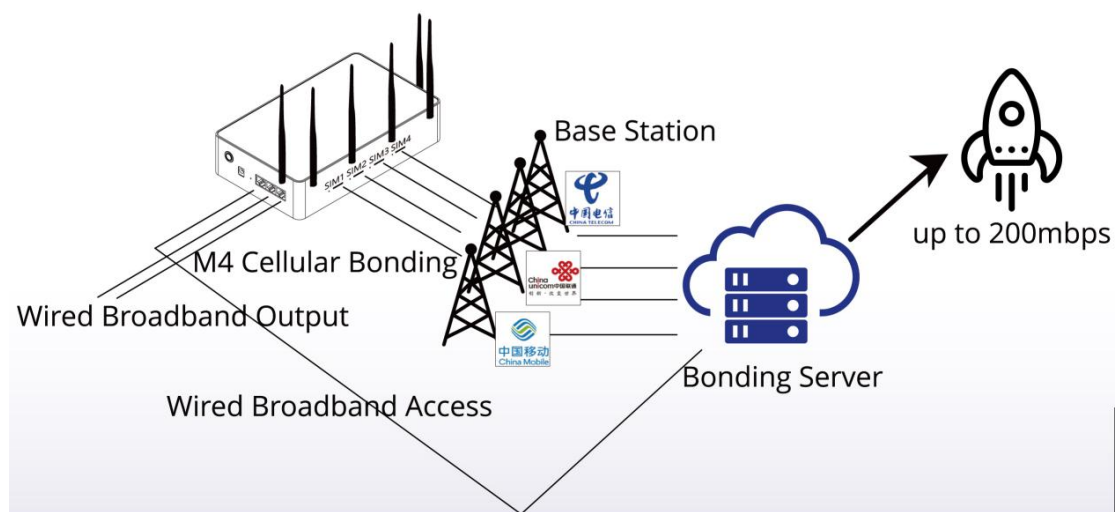 SIM1 SIM2 SIM3 SIM4
Base Station
中国电信
CHINA TELECOM
up to 200mbps
M4 Cellular Bonding
China
unicom中国联通
Wired Broadband Output
中国移动
China Mobile
Bonding Server
Wired Broadband Access